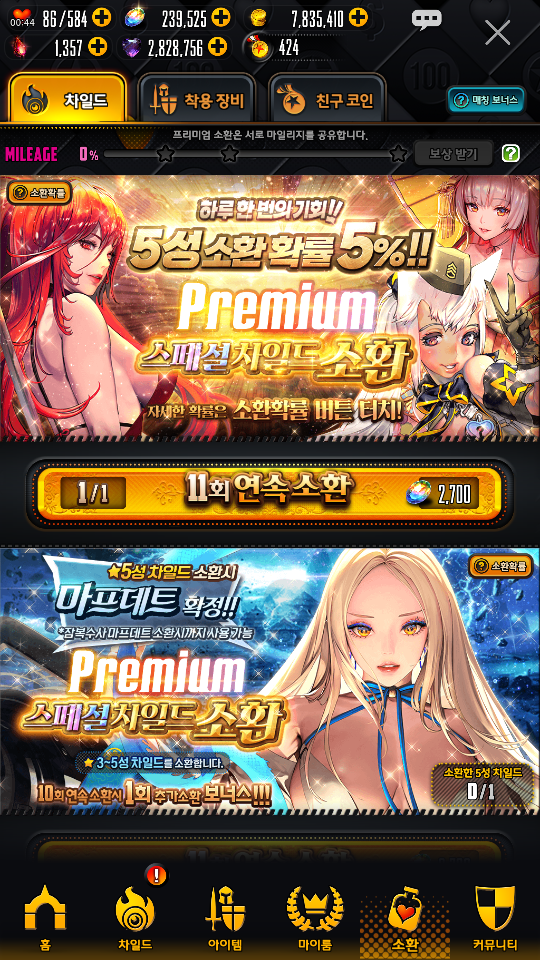 00:44 86/584 239,525 7,835,410
1,357 2,828,756 424
차일드 착용 장비 친구 코인 ? 매칭 보너스
프리미엄 소환은 서로 마일리지를 공유합니다.
MILEAGE 0% 보상 받기 ?
? 소환확률
하루 한 번의 기회!!
5성 소환 확률 5%!!
Premium
스페셜 차일드 소환
자세한 확률은 소환확률 버튼 터치!
1/1 11회 연속 소환 2,700
? 소환확률
★5성 차일드 소환시
마프데트 확정!!
*잠복수사 마프데트 소환시까지 사용 가능
Premium
스페셜 차일드 소환
★ 3~5성 차일드를 소환합니다.
10회 연속소환시 1회 추가소환 보너스!!!
소환한 5성 차일드
0/1
홈 차일드 아이템 마이룸 소환 커뮤니티